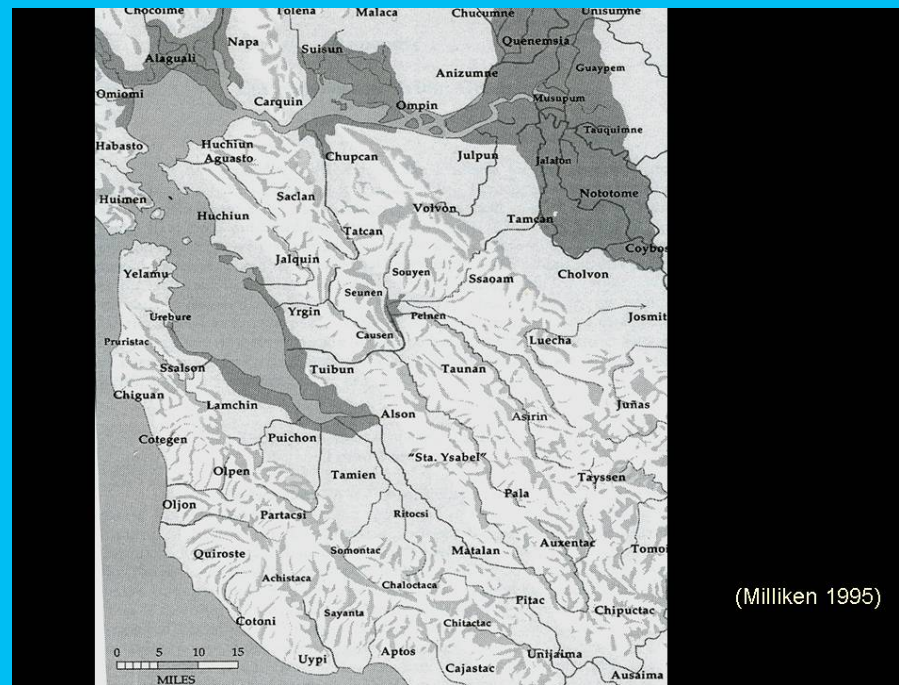 Chocoime
Tolena
Malaca
Chucumne
Unisumne
Napa
Suisun
Quenemsia
Alaguali
Guaypem
Anizumne
Omiomi
Carquin
Ompin
Musupum
Tauquimne
Habasto
Huchiun
Aguasto
Chupcan
Julpun
Jalalon
Saclan
Nototome
Huimen
Huchiun
Volvon
Tamcan
Tatcan
Coybos
Jalquin
Souyen
Cholvon
Yelamu
Seunen
Ssaoam
Yrgin
Pelnen
Josmit
Urebure
Causen
Luecha
Pruristac
Ssalson
Tuibun
Taunan
Chiguan
Lamchin
Alson
Asirin
Juñas
Cotegen
Puichon
"Sta. Ysabel"
Olpen
Tamien
Tayssen
Pala
Oljon
Partacsi
Ritocsi
Auxentac
Quiroste
Somontac
Matalan
Tomoi
Achistaca
Chaloctaca
(Milliken 1995)
Pitac
Chipuctac
Cotoni
Sayanta
Chitactac
Uypi
Aptos
Unijaima
Cajastac
Ausaima
0 5 10 15
MILES